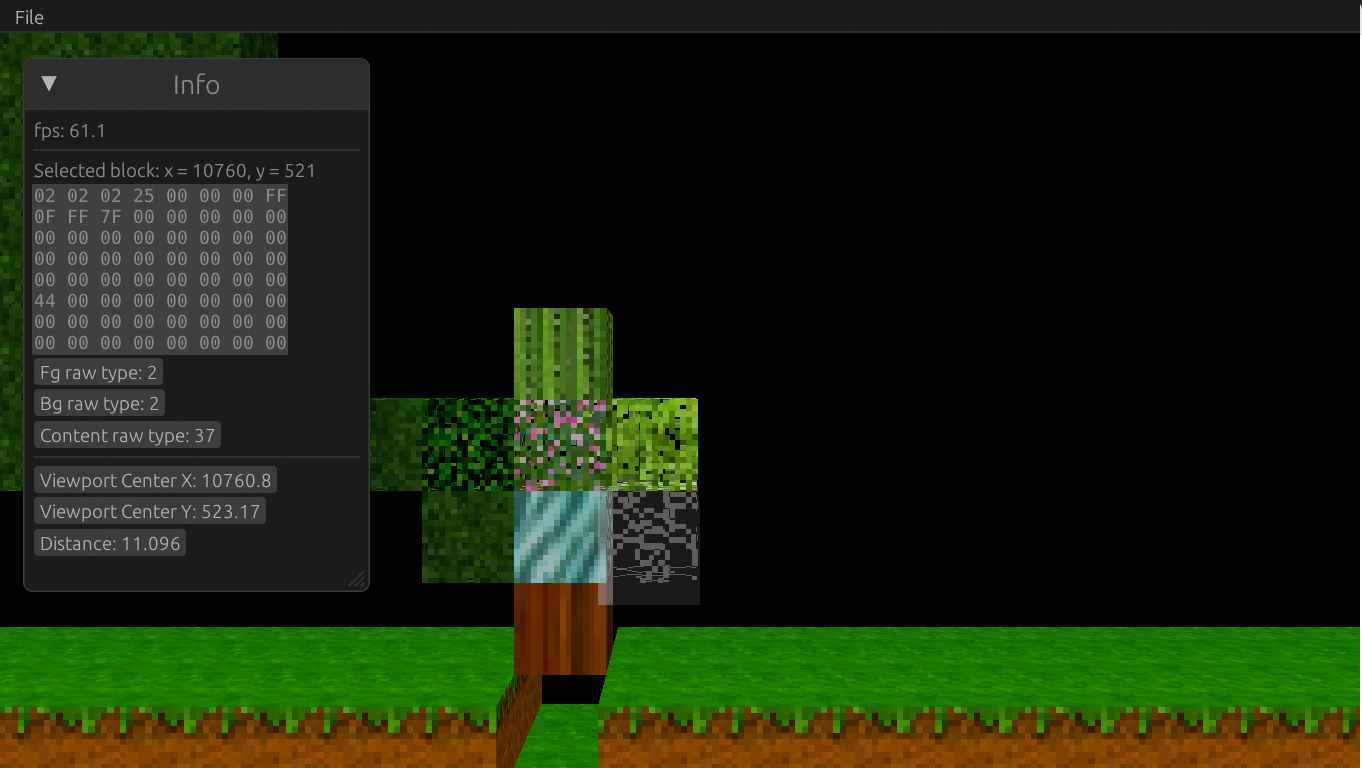 File
Info
fps: 61.1
Selected block: x = 10760, y = 521
02 02 02 25 00 00 00 FF
0F FF 7F 00 00 00 00 00
00 00 00 00 00 00 00 00
00 00 00 00 00 00 00 00
00 00 00 00 00 00 00 00
44 00 00 00 00 00 00 00
00 00 00 00 00 00 00 00
00 00 00 00 00 00 00 00
Fg raw type: 2
Bg raw type: 2
Content raw type: 37
Viewport Center X: 10760.8
Viewport Center Y: 523.17
Distance: 11.096